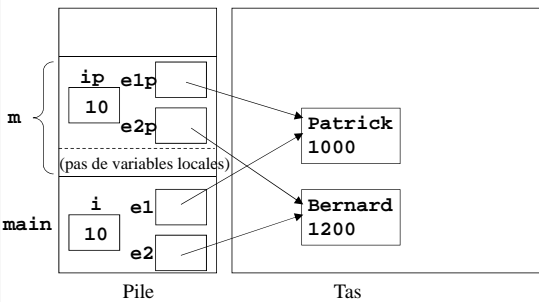 ip e1p
10
e2p
m
(pas de variables locales)
Patrick
1000
main
i
10
e1
e2
Bernard
1200
Pile
Tas